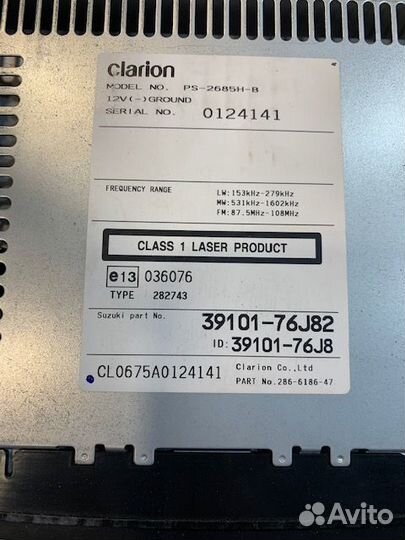 clarion
MODEL NO. PS-2685H-B
12V(-)GROUND
SERIAL NO. 0124141
FREQUENCY RANGE LW:153kHz-279kHz
MW:531kHz-1602kHz
FM:87.5MHz-108MHz
CLASS 1 LASER PRODUCT
e13 036076
TYPE 282743
Suzuki part No. 39101-76J82
ID:39101-76J8
CL0675A0124141 Clarion Co.,Ltd
PART No.286-6186-47
Avito